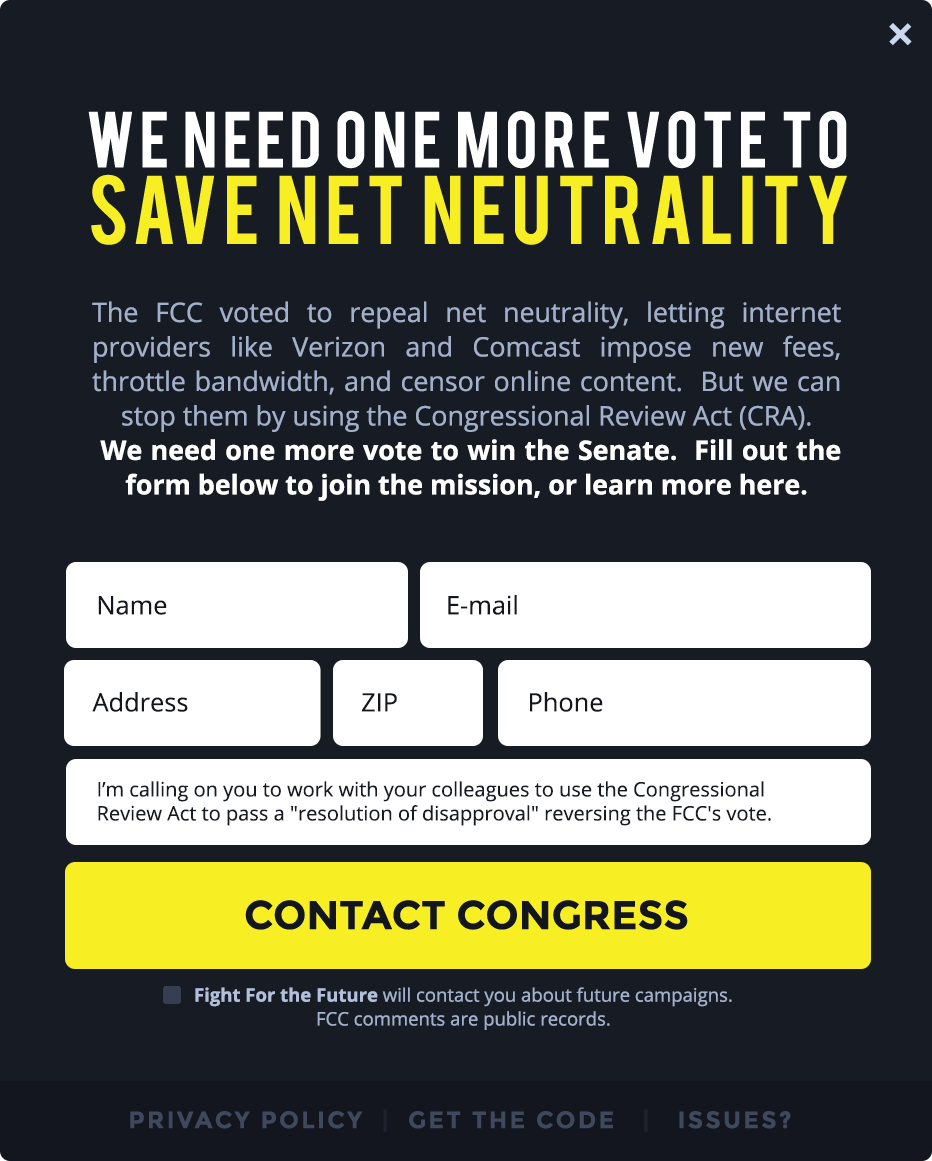 WE NEED ONE MORE VOTE TO
SAVE NET NEUTRALITY
The FCC voted to repeal net neutrality, letting internet
providers like Verizon and Comcast impose new fees,
throttle bandwidth, and censor online content.  But we can
stop them by using the Congressional Review Act (CRA).
We need one more vote to win the Senate.  Fill out the
form below to join the mission, or learn more here.
Name
E-mail
Address
ZIP
Phone
I’m calling on you to work with your colleagues to use the Congressional
Review Act to pass a "resolution of disapproval" reversing the FCC's vote.
CONTACT CONGRESS
Fight For the Future will contact you about future campaigns.
FCC comments are public records.
PRIVACY POLICY | GET THE CODE | ISSUES?